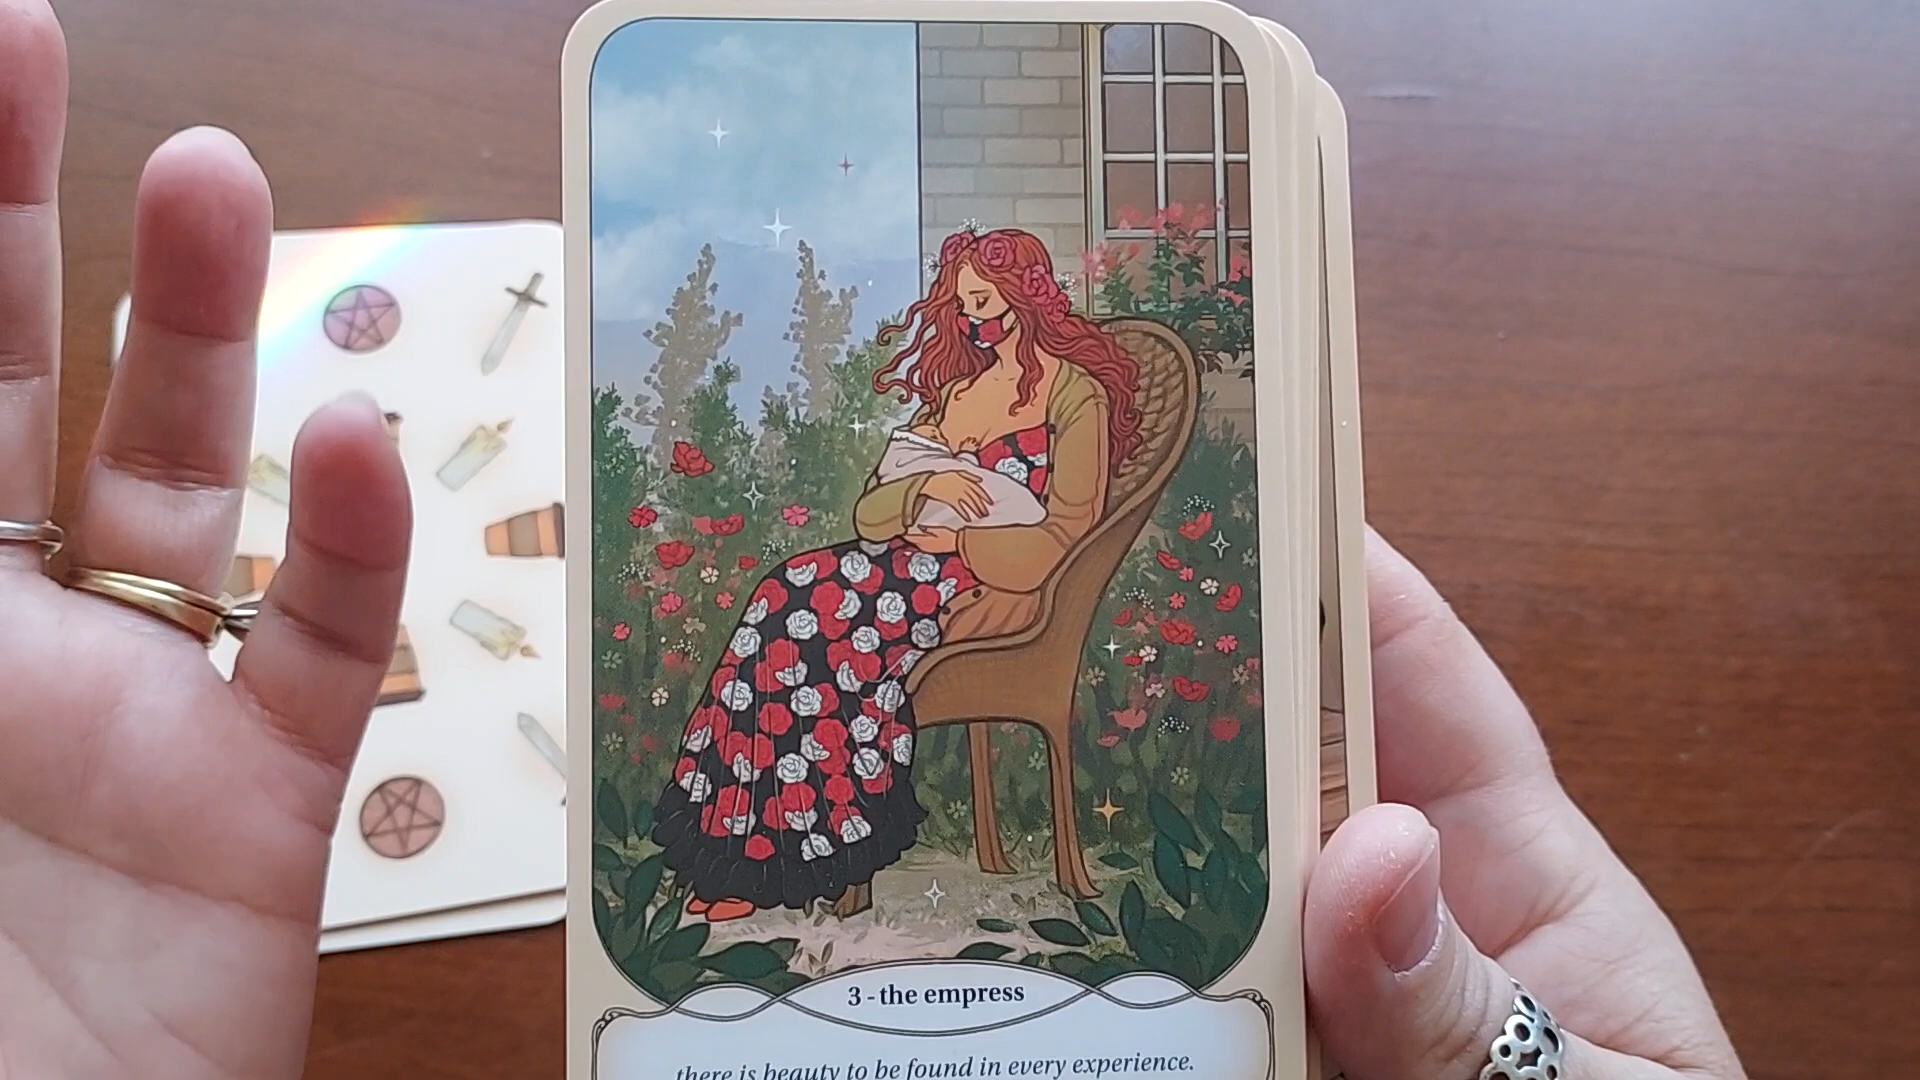 3 - the empress
there is beauty to be found in every experience.